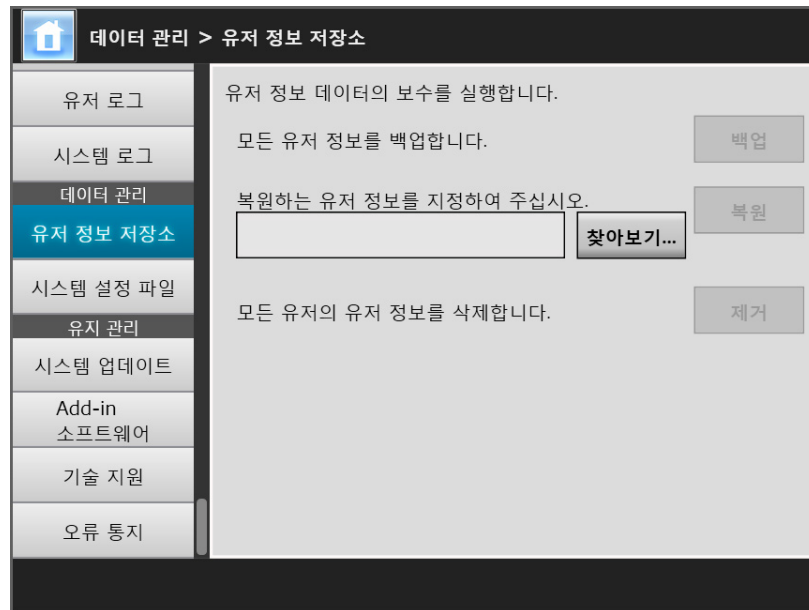 데이터 관리 > 유저 정보 저장소
유저 로그
시스템 로그
데이터 관리
유저 정보 저장소
시스템 설정 파일
유지 관리
시스템 업데이트
Add-in
소프트웨어
기술 지원
오류 통지
유저 정보 데이터의 보수를 실행합니다.
모든 유저 정보를 백업합니다.
백업
복원하는 유저 정보를 지정하여 주십시오.
복원
찾아보기...
모든 유저의 유저 정보를 삭제합니다.
제거